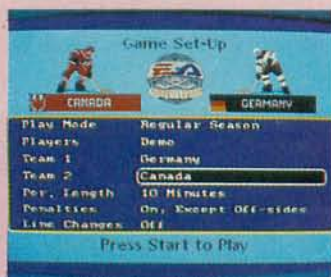 Game Set-Up
CANADA GERMANY
Play Mode Regular Season
Players Demo
Team 1 Germany
Team 2 Canada
Per. length 10 Minutes
Penalties On, Except Off-sides
Line Changes Off
Press Start to Play